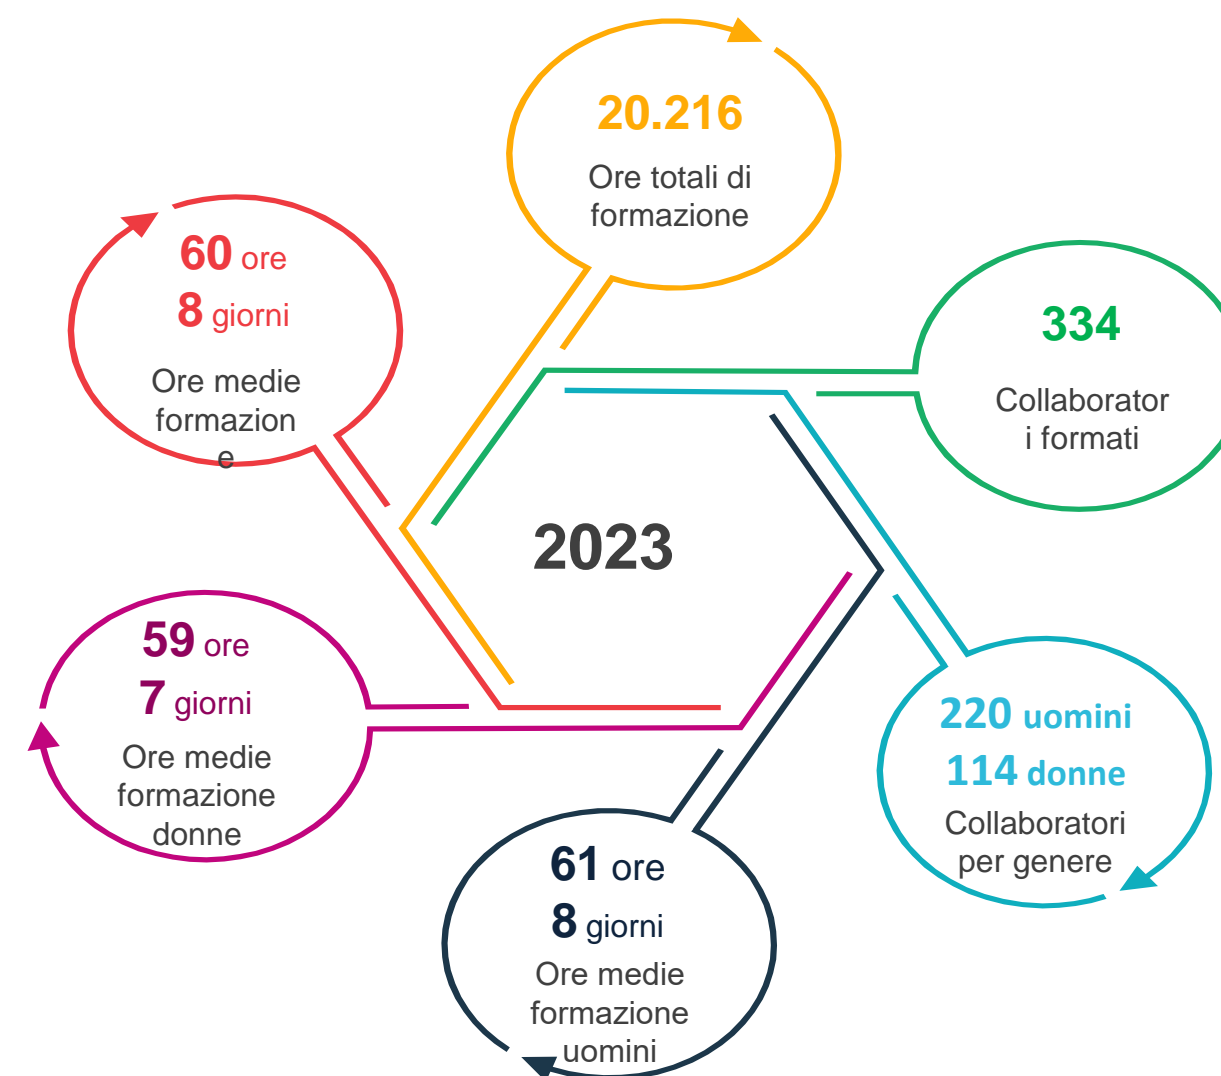 20.216
Ore totali di
formazione
60 ore
8 giorni
Ore medie
formazion
e
334
Collaborator
i formati
2023
59 ore
7 giorni
Ore medie
formazione
donne
220 uomini
114 donne
Collaboratori
per genere
61 ore
8 giorni
Ore medie
formazione
uomini